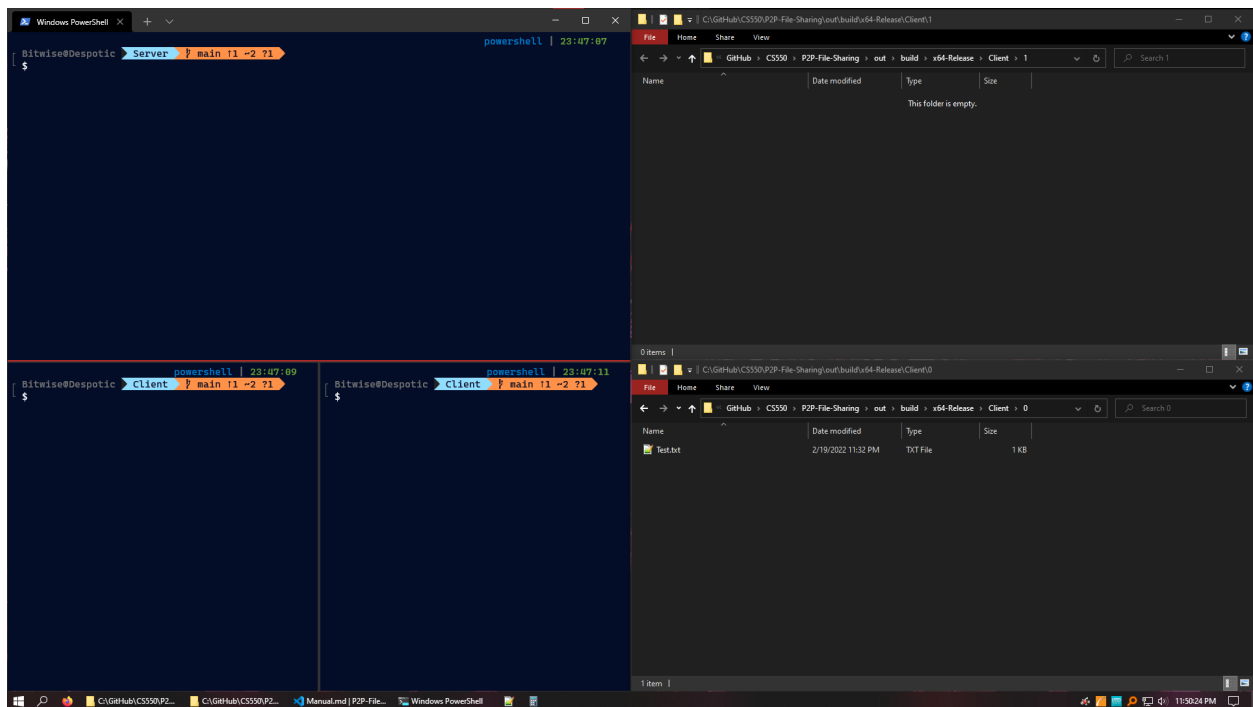 Windows PowerShell
powershell | 23:47:07
Bitwise@Despotic Server main ↑1 ~2 ?1
$
powershell | 23:47:09
Bitwise@Despotic Client main ↑1 ~2 ?1
$
powershell | 23:47:11
Bitwise@Despotic Client main ↑1 ~2 ?1
$
C:\GitHub\CS550\P2P-File-Sharing\out\build\x64-Release\Client\1
File Home Share View
GitHub › CS550 › P2P-File-Sharing › out › build › x64-Release › Client › 1
Search 1
Name Date modified Type Size
This folder is empty.
0 items
C:\GitHub\CS550\P2P-File-Sharing\out\build\x64-Release\Client\0
File Home Share View
GitHub › CS550 › P2P-File-Sharing › out › build › x64-Release › Client › 0
Search 0
Name Date modified Type Size
Test.txt 2/19/2022 11:32 PM TXT File 1 KB
1 item
C:\GitHub\CS550\P2... C:\GitHub\CS550\P2... Manual.md | P2P-File... Windows PowerShell 11:50:24 PM